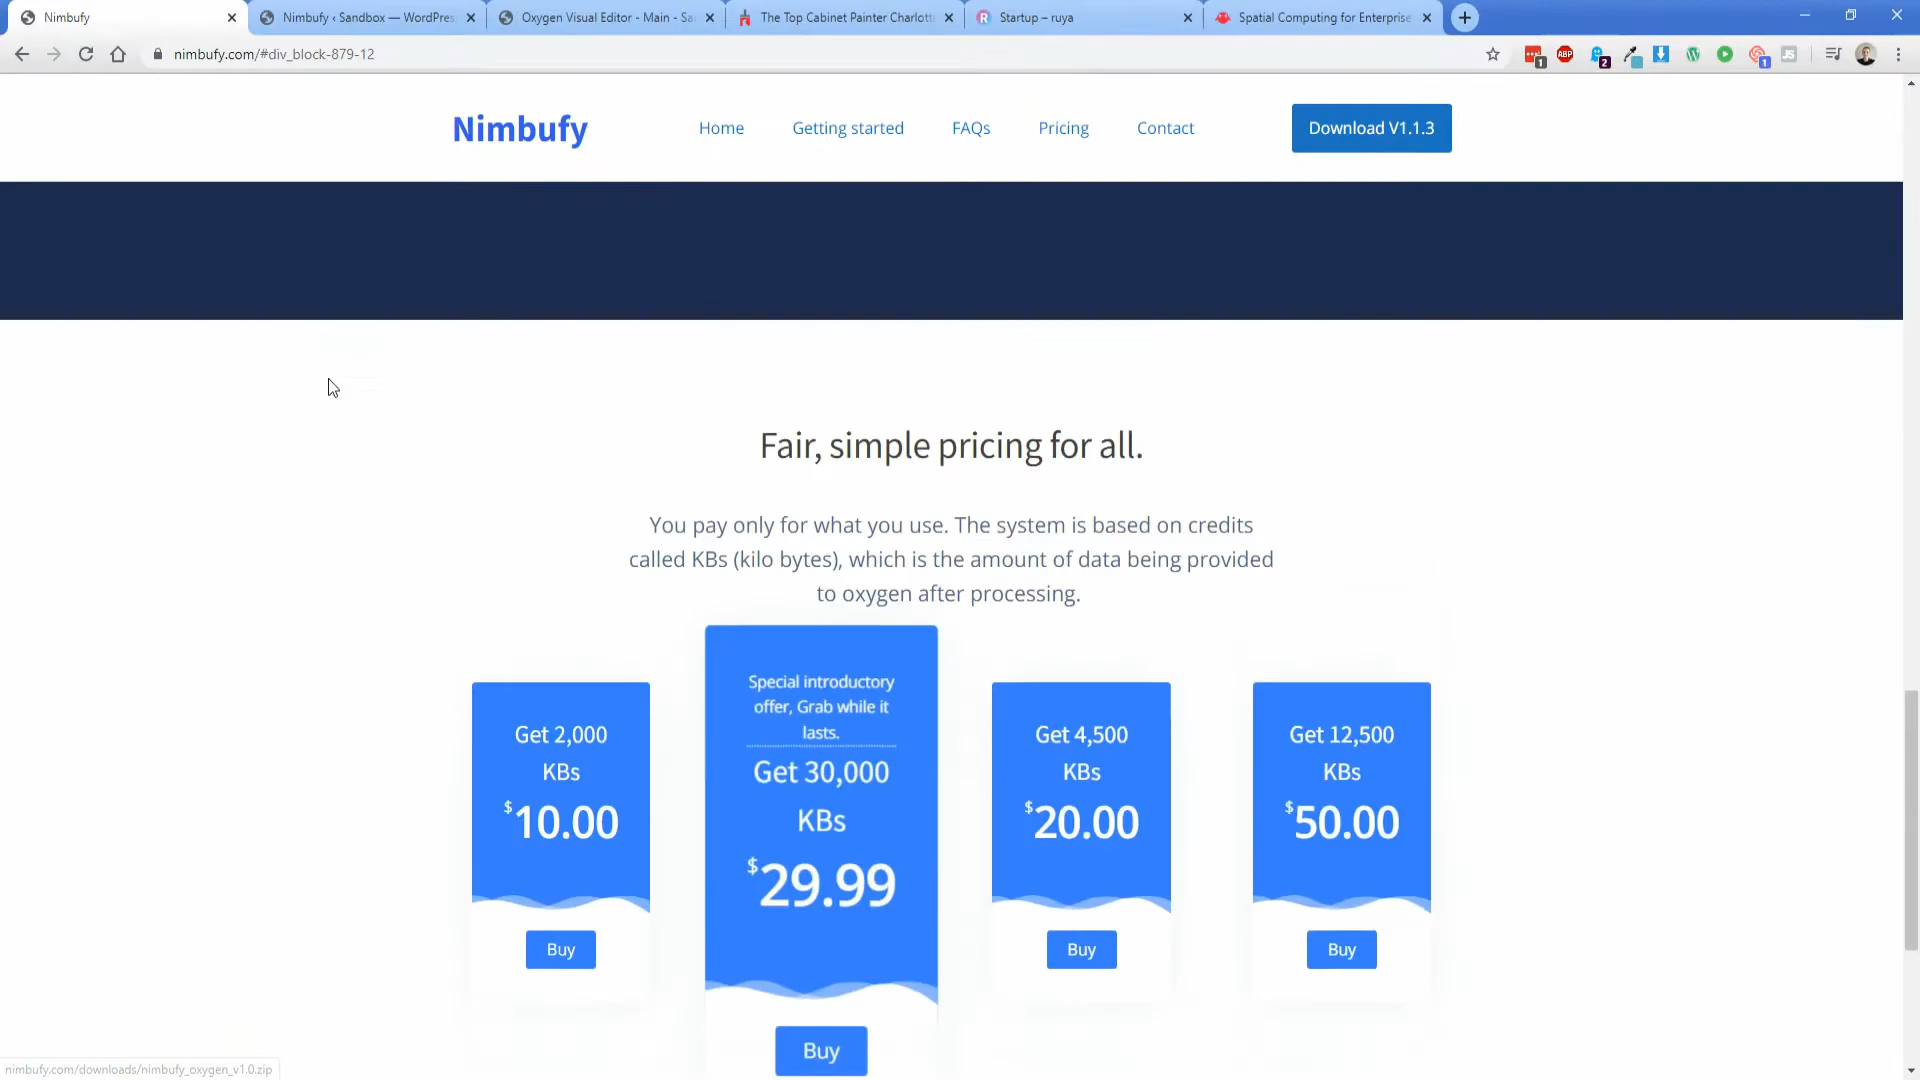 Nimbufy
Nimbufy ‹ Sandbox — WordPres
Oxygen Visual Editor - Main - Sa
The Top Cabinet Painter Charlott
Startup – ruya
Spatial Computing for Enterprise
nimbufy.com/#div_block-879-12
ABP
1
2
1
JS
Nimbufy
Home
Getting started
FAQs
Pricing
Contact
Download V1.1.3
Fair, simple pricing for all.
You pay only for what you use. The system is based on credits
called KBs (kilo bytes), which is the amount of data being provided
to oxygen after processing.
Get 2,000
KBs
$10.00
Buy
Special introductory
offer, Grab while it
lasts.
Get 30,000
KBs
$29.99
Buy
Get 4,500
KBs
$20.00
Buy
Get 12,500
KBs
$50.00
Buy
nimbufy.com/downloads/nimbufy_oxygen_v1.0.zip